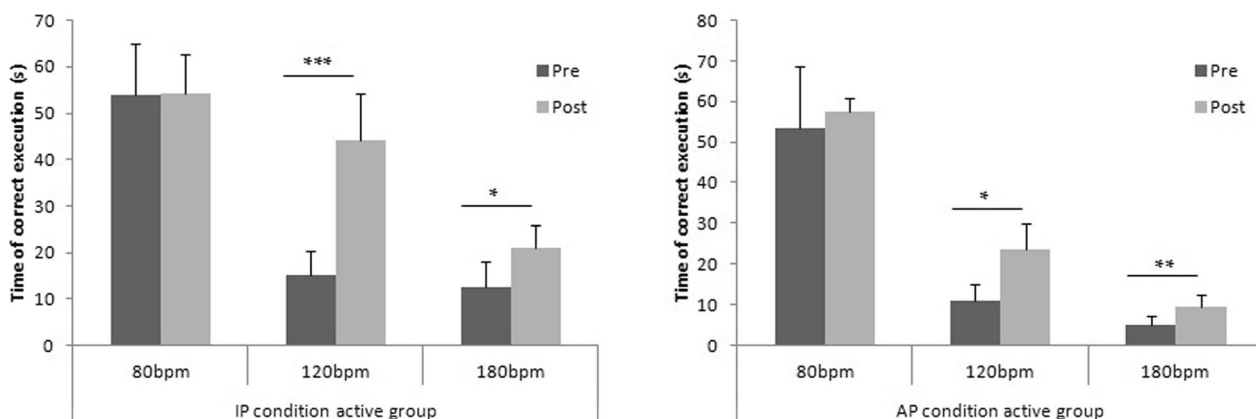 Time of correct execution (s)
70
60
50
40
30
20
10
0
***
*
Pre
Post
80bpm
120bpm
180bpm
IP condition active group
Time of correct execution (s)
80
70
60
50
40
30
20
10
0
*
**
Pre
Post
80bpm
120bpm
180bpm
AP condition active group